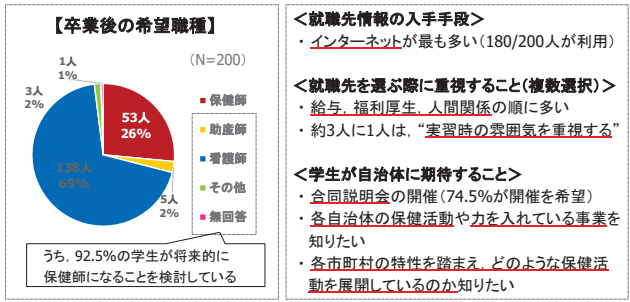 【卒業後の希望職種】
(N=200)
1人
1%
3人
2%
53人
26%
138人
69%
5人
2%
保健師
助産師
看護師
その他
無回答
うち，92.5%の学生が将来的に
保健師になることを検討している
＜就職先情報の入手手段＞
・インターネットが最も多い(180/200人が利用)
＜就職先を選ぶ際に重視すること(複数選択)＞
・給与，福利厚生，人間関係の順に多い
・約3人に1人は，“実習時の雰囲気を重視する”
＜学生が自治体に期待すること＞
・合同説明会の開催(74.5%が開催を希望)
・各自治体の保健活動や力を入れている事業を
知りたい
・各市町村の特性を踏まえ，どのような保健活
動を展開しているのか知りたい